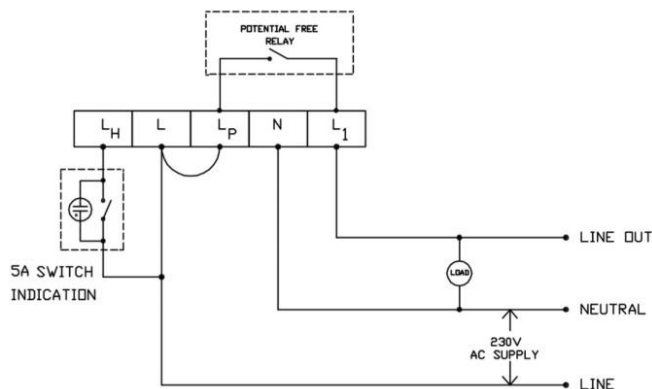 POTENTIAL FREE
RELAY
LH
L
LP
N
L1
LINE OUT
5A SWITCH
INDICATION
LOAD
NEUTRAL
230V
AC SUPPLY
LINE